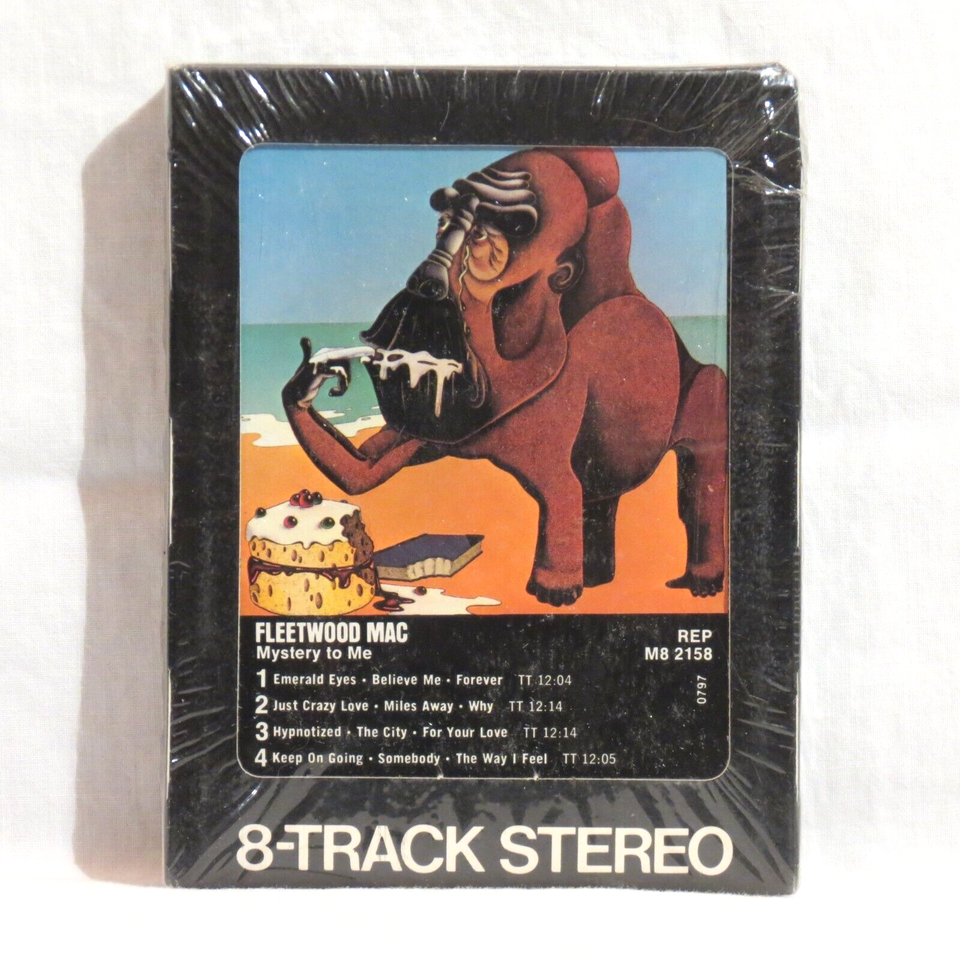 FLEETWOOD MAC
Mystery to Me
REP
M8 2158
1 Emerald Eyes • Believe Me • Forever TT 12:04
2 Just Crazy Love • Miles Away • Why TT 12:14
3 Hypnotized • The City • For Your Love TT 12:14
4 Keep On Going • Somebody • The Way I Feel TT 12:05
0797
8-TRACK STEREO